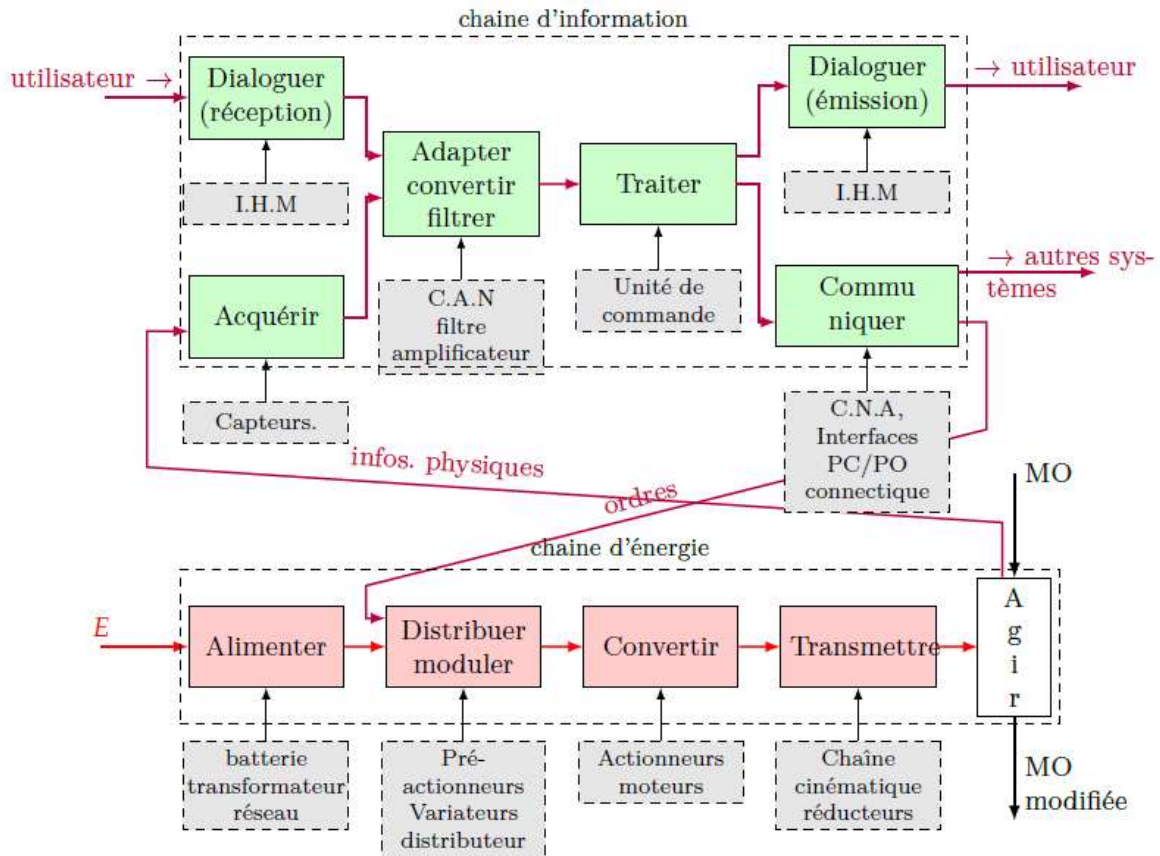 chaine d'information
utilisateur →
Dialoguer
(réception)
I.H.M
Acquérir
Capteurs.
Adapter
convertir
filtrer
C.A.N
filtre
amplificateur
Traiter
Unité de
commande
Dialoguer
(émission)
→ utilisateur
I.H.M
Commu
niquer
→ autres sys-
tèmes
C.N.A,
Interfaces
PC/PO
connectique
infos. physiques
ordres
MO
chaine d'énergie
E
Alimenter
batterie
transformateur
réseau
Distribuer
moduler
Pré-
actionneurs
Variateurs
distributeur
Convertir
Actionneurs
moteurs
Transmettre
Chaîne
cinématique
réducteurs
A
g
i
r
MO
modifiée